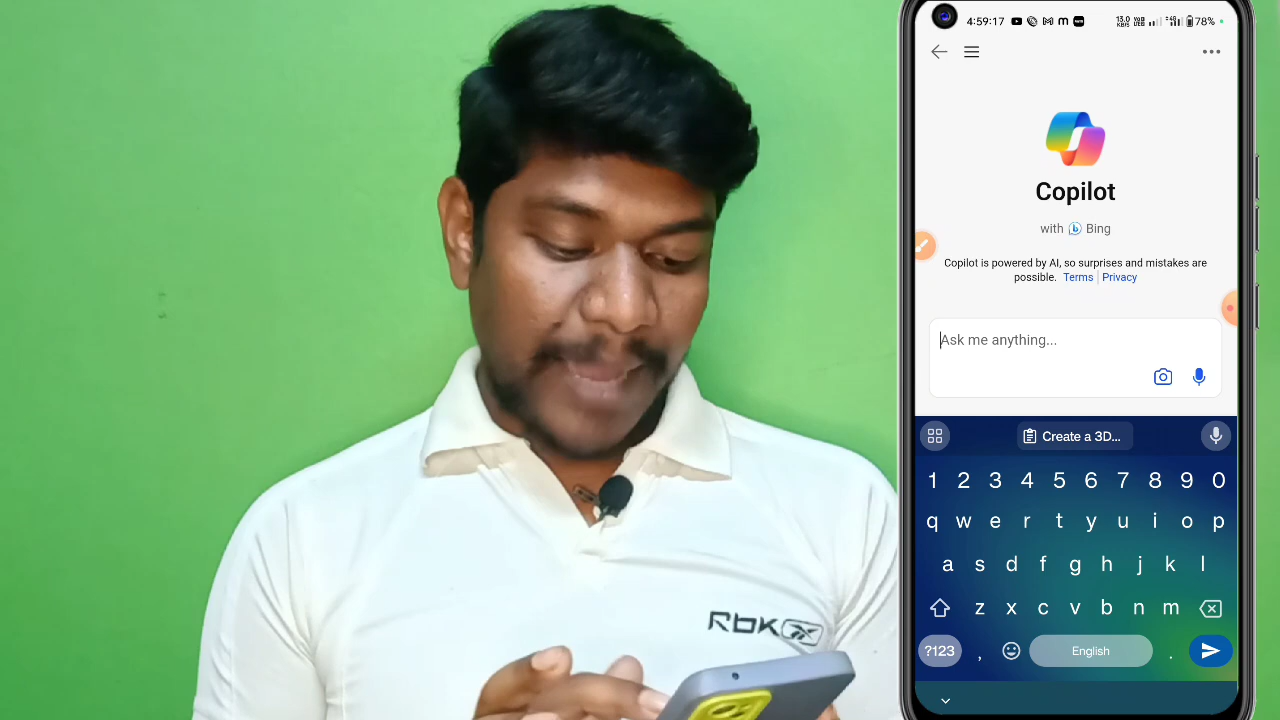 4:59:17
78%
Copilot
with Bing
Copilot is powered by AI, so surprises and mistakes are
possible. Terms | Privacy
Ask me anything...
Create a 3D...
1 2 3 4 5 6 7 8 9 0
q w e r t y u i o p
a s d f g h j k l
z x c v b n m
?123 , English .
Rbk